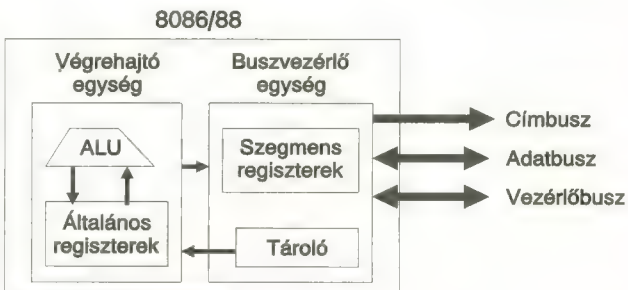 8086/88
Végrehajtó
egység
Buszvezérlő
egység
ALU
Általános
regiszterek
Szegmens
regiszterek
Tároló
Címbusz
Adatbusz
Vezérlőbusz